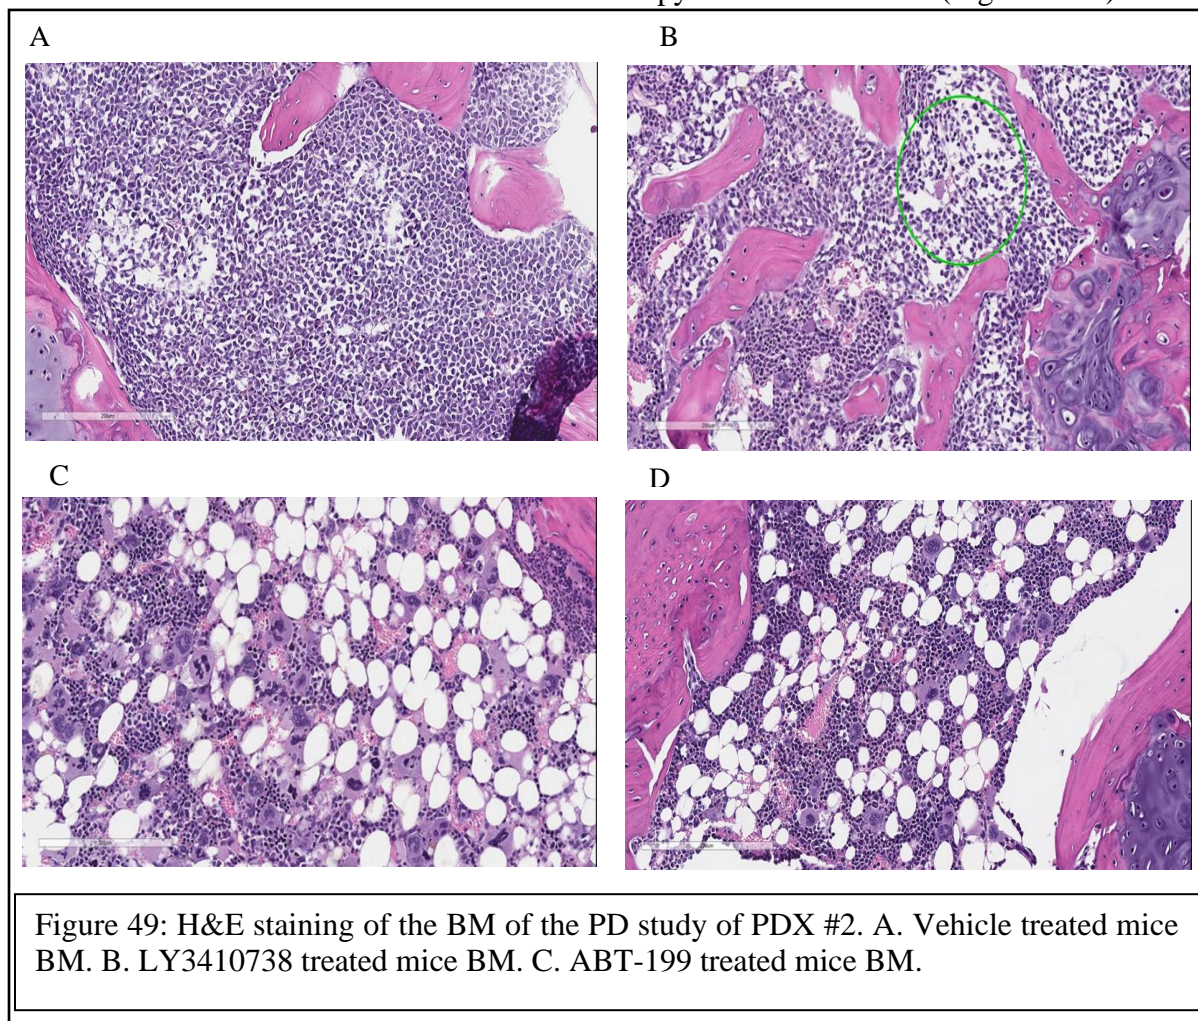 A
B
200um
C
D
Figure 49: H&E staining of the BM of the PD study of PDX #2. A. Vehicle treated mice
BM. B. LY3410738 treated mice BM. C. ABT-199 treated mice BM.